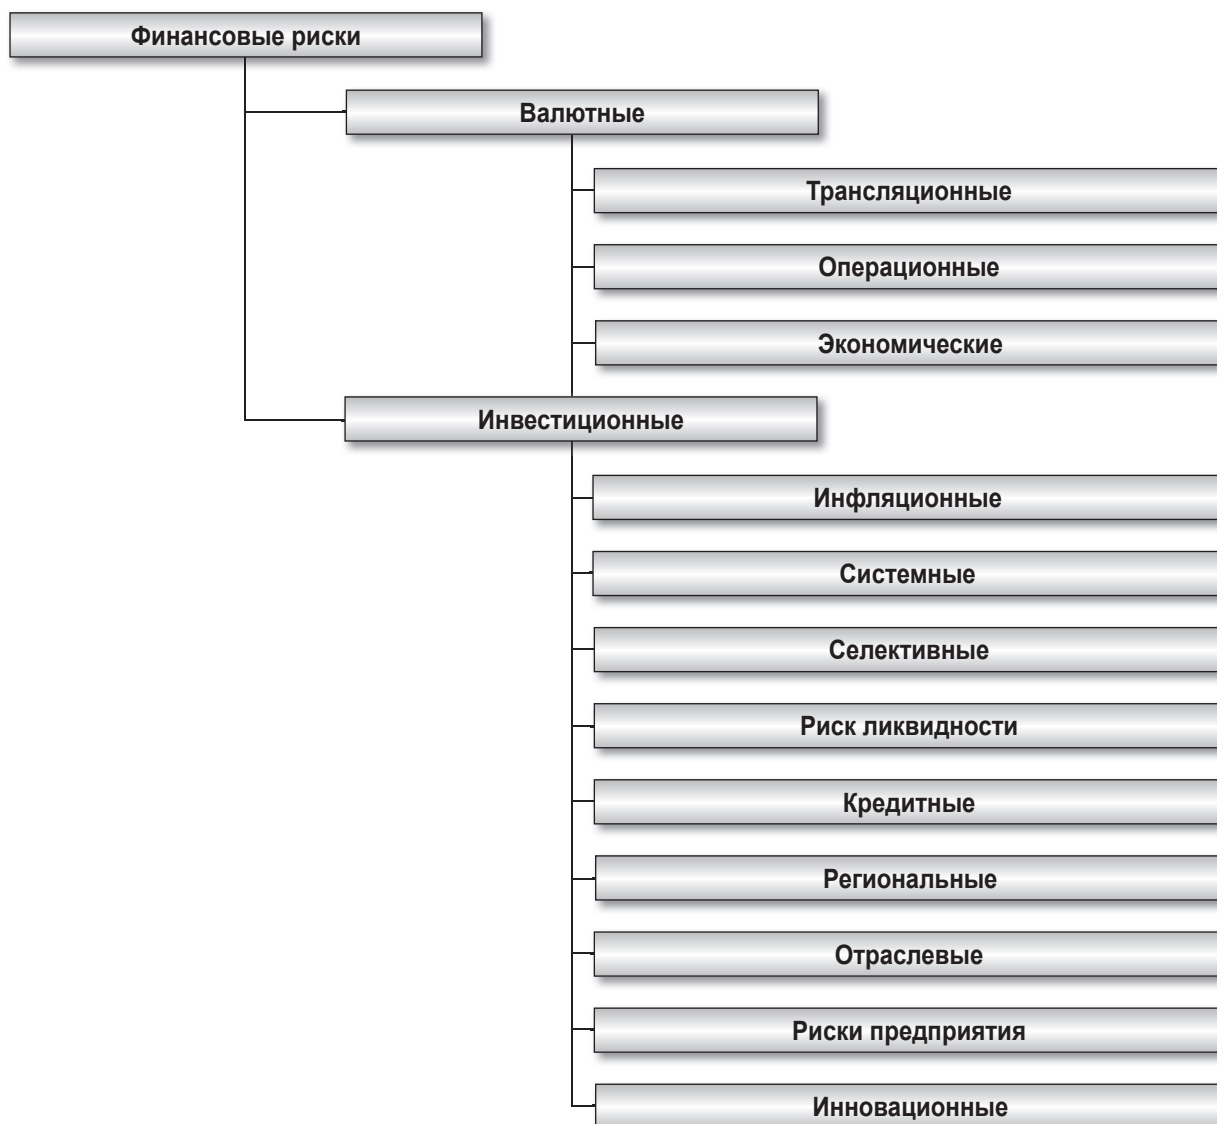 Финансовые риски
Валютные
Трансляционные
Операционные
Экономические
Инвестиционные
Инфляционные
Системные
Селективные
Риск ликвидности
Кредитные
Региональные
Отраслевые
Риски предприятия
Инновационные